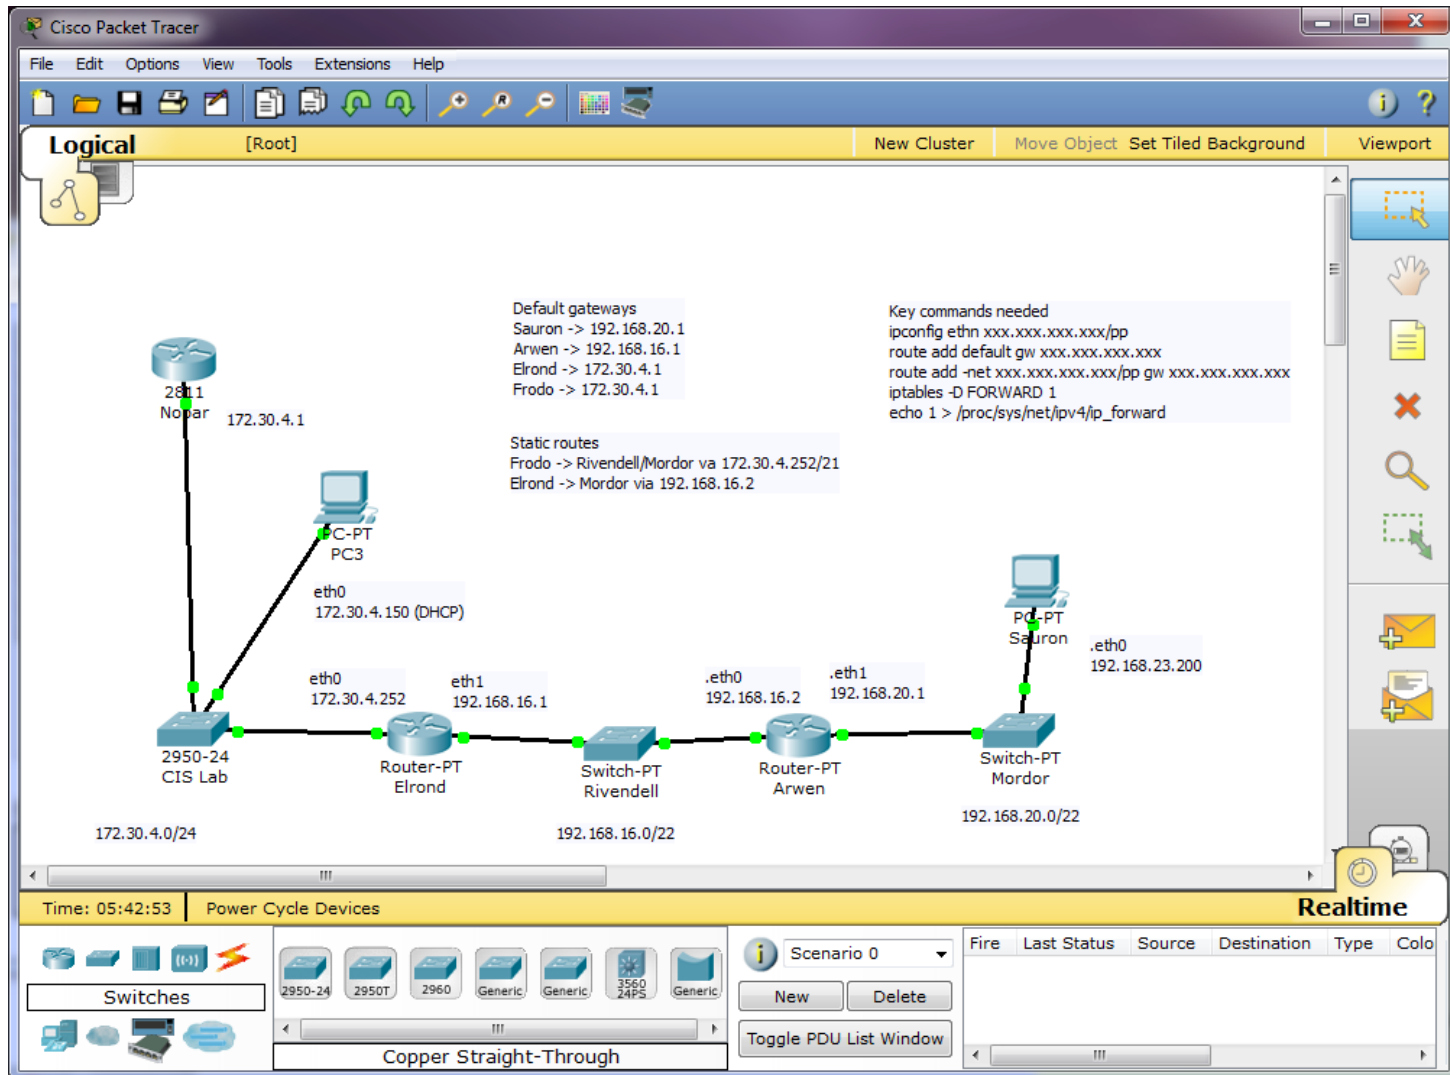 Cisco Packet Tracer
File Edit Options View Tools Extensions Help
Logical [Root] New Cluster Move Object Set Tiled Background Viewport
Default gateways
Sauron -> 192.168.20.1
Arwen -> 192.168.16.1
Elrond -> 172.30.4.1
Frodo -> 172.30.4.1
Key commands needed
ipconfig ethn xxx.xxx.xxx.xxx/pp
route add default gw xxx.xxx.xxx.xxx
route add -net xxx.xxx.xxx.xxx/pp gw xxx.xxx.xxx.xxx
iptables -D FORWARD 1
echo 1 > /proc/sys/net/ipv4/ip_forward
2811
Nopar
172.30.4.1
Static routes
Frodo -> Rivendell/Mordor va 172.30.4.252/21
Elrond -> Mordor via 192.168.16.2
PC-PT
PC3
eth0
172.30.4.150 (DHCP)
PC-PT
Sauron
.eth0
192.168.23.200
eth0
172.30.4.252
eth1
192.168.16.1
.eth0
192.168.16.2
.eth1
192.168.20.1
2950-24
CIS Lab
Router-PT
Elrond
Switch-PT
Rivendell
Router-PT
Arwen
Switch-PT
Mordor
172.30.4.0/24
192.168.16.0/22
192.168.20.0/22
Time: 05:42:53 Power Cycle Devices Realtime
Switches
2950-24 2950T 2960 Generic Generic 3560 24PS Generic
Copper Straight-Through
Scenario 0
New Delete
Toggle PDU List Window
Fire Last Status Source Destination Type Colo